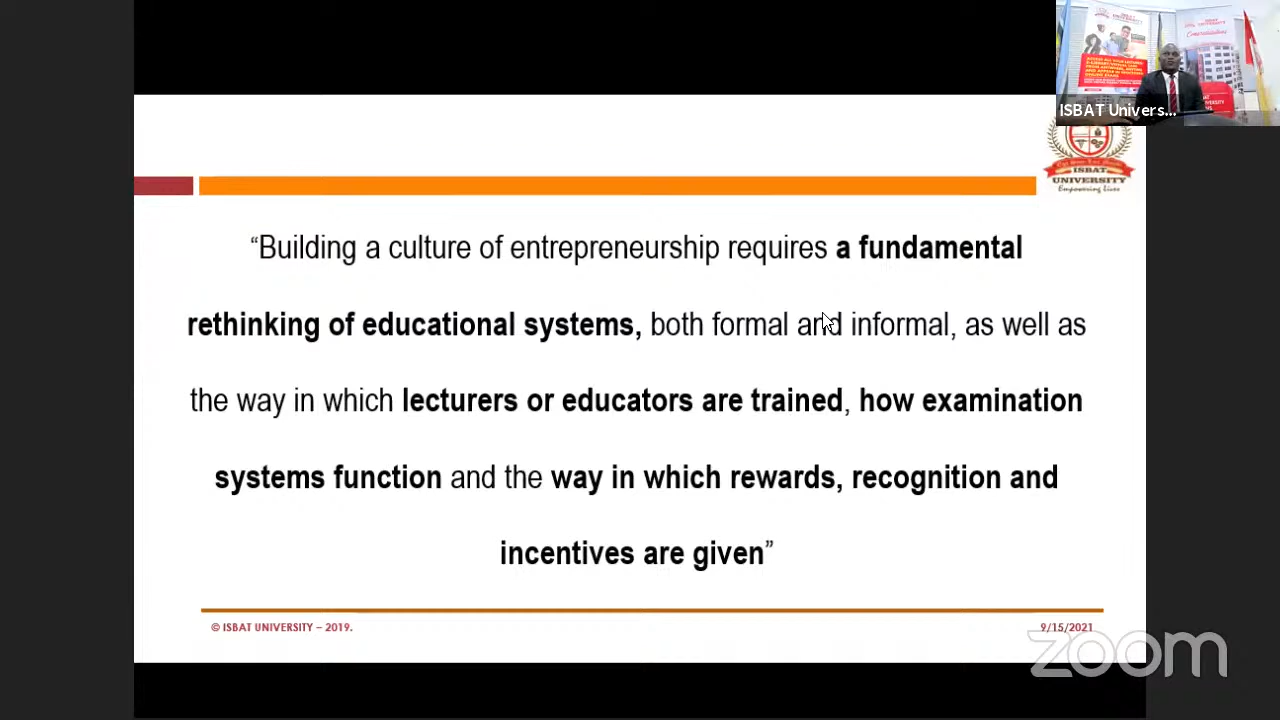 ISBAT Univers...
ISBAT
UNIVERSITY
Empowering Lives
“Building a culture of entrepreneurship requires a fundamental
rethinking of educational systems, both formal and informal, as well as
the way in which lecturers or educators are trained, how examination
systems function and the way in which rewards, recognition and
incentives are given”
© ISBAT UNIVERSITY – 2019.
9/15/2021
zoom